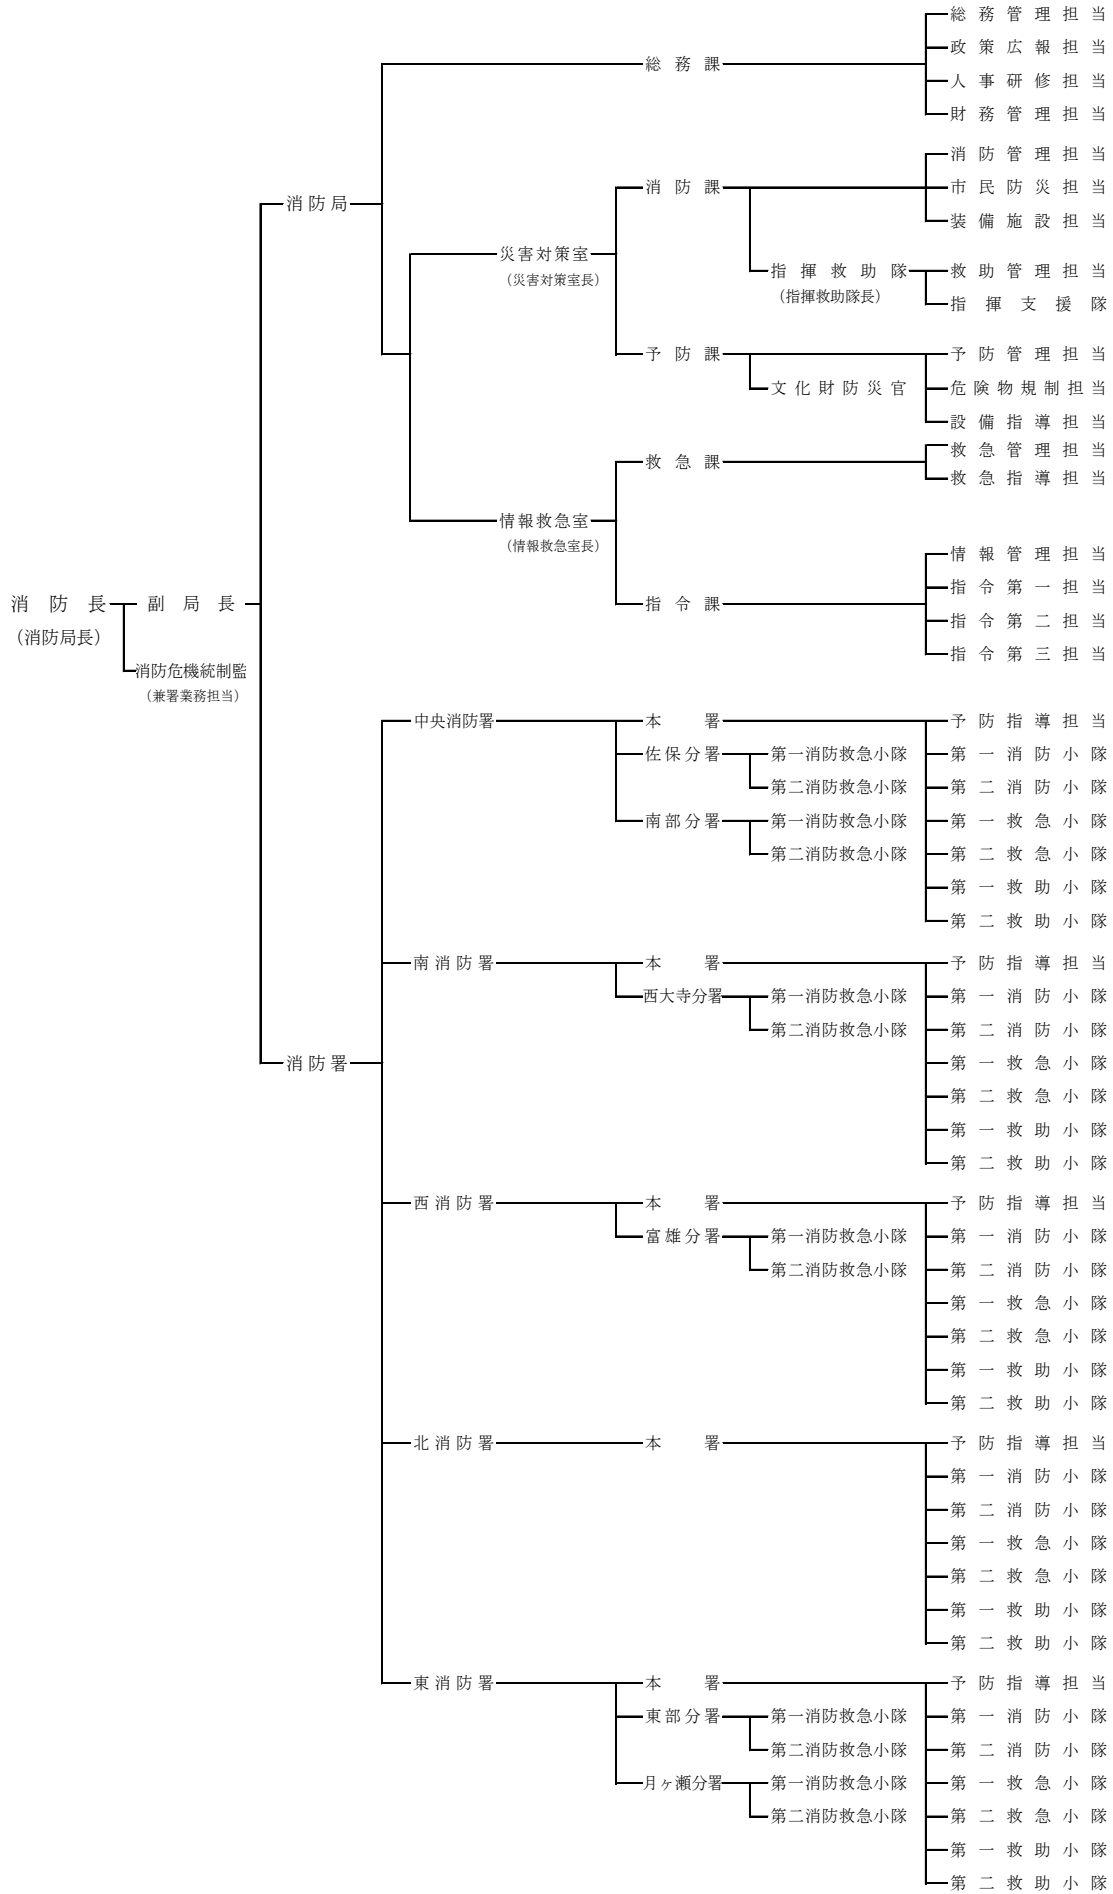 総務管理担当
政策広報担当
総務課
人事研修担当
財務管理担当
消防管理担当
消防課 市民防災担当
消防局
装備施設担当
災害対策室
（災害対策室長）
指揮救助隊 救助管理担当
（指揮救助隊長）
指揮支援隊
予防課 予防管理担当
文化財防災官 危険物規制担当
設備指導担当
救急管理担当
救急課
救急指導担当
情報救急室
（情報救急室長）
情報管理担当
指令第一担当
消防長 副局長 指令課
指令第二担当
（消防局長）
指令第三担当
消防危機統制監
（兼署業務担当）
中央消防署 本署 予防指導担当
佐保分署 第一消防救急小隊 第一消防小隊
第二消防救急小隊 第二消防小隊
南部分署 第一消防救急小隊 第一救急小隊
第二消防救急小隊 第二救急小隊
第一救助小隊
第二救助小隊
南消防署 本署 予防指導担当
西大寺分署 第一消防救急小隊 第一消防小隊
第二消防救急小隊 第二消防小隊
消防署 第一救急小隊
第二救急小隊
第一救助小隊
第二救助小隊
西消防署 本署 予防指導担当
富雄分署 第一消防救急小隊 第一消防小隊
第二消防救急小隊 第二消防小隊
第一救急小隊
第二救急小隊
第一救助小隊
第二救助小隊
北消防署 本署 予防指導担当
第一消防小隊
第二消防小隊
第一救急小隊
第二救急小隊
第一救助小隊
第二救助小隊
東消防署 本署 予防指導担当
東部分署 第一消防救急小隊 第一消防小隊
第二消防救急小隊 第二消防小隊
月ヶ瀬分署 第一消防救急小隊 第一救急小隊
第二消防救急小隊 第二救急小隊
第一救助小隊
第二救助小隊